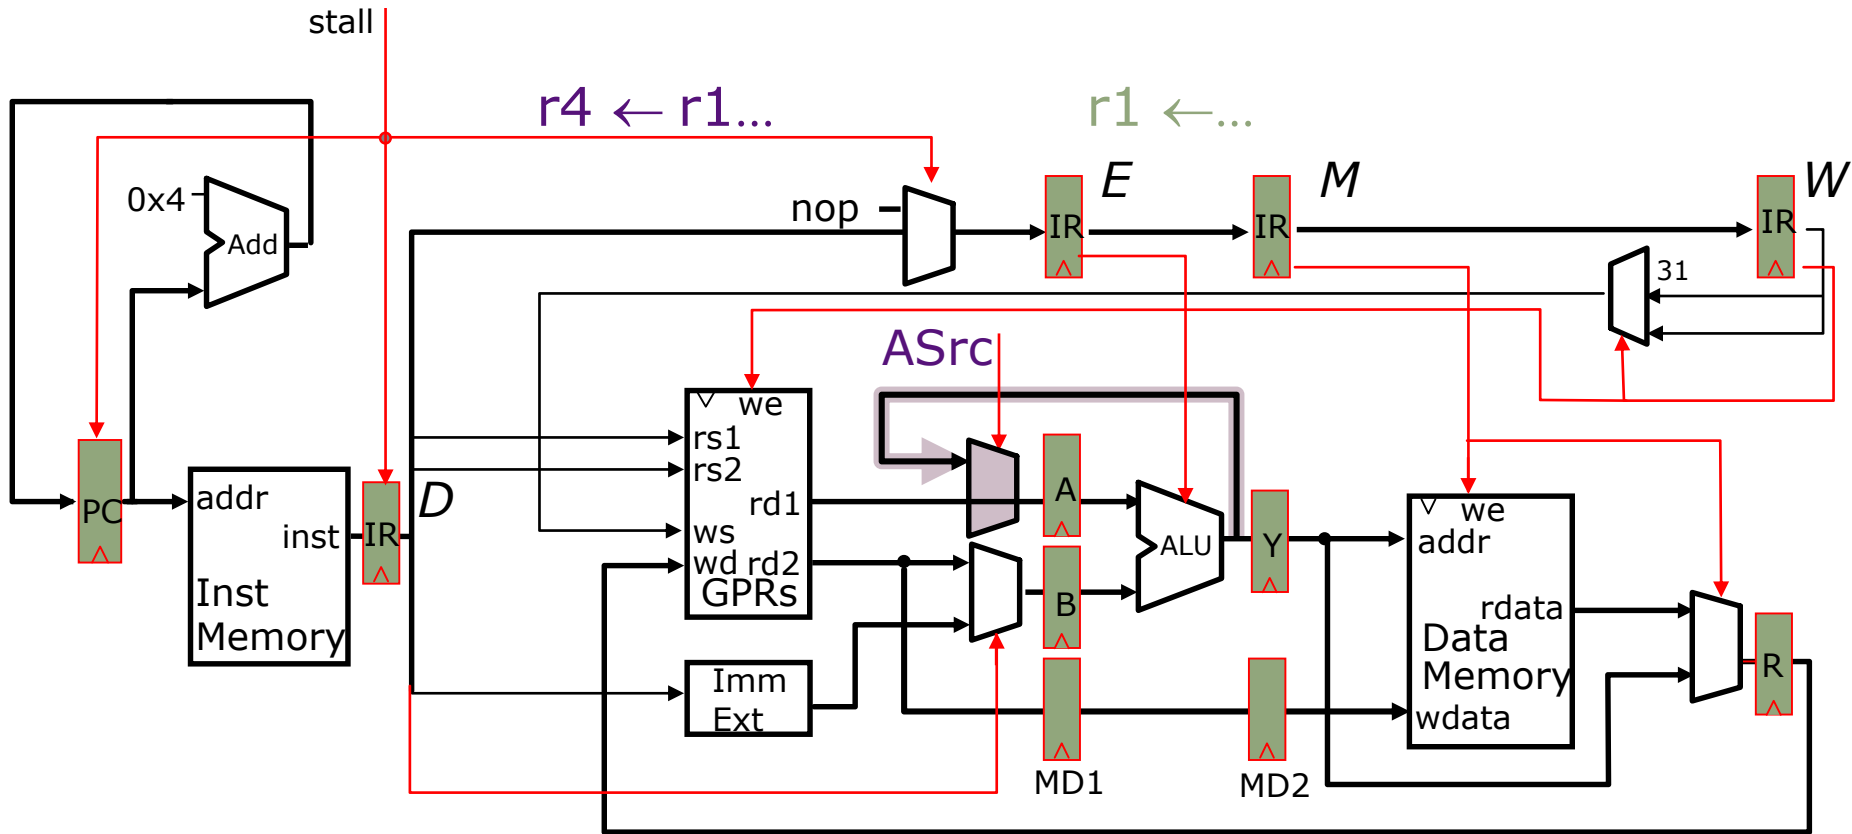 stall
r4 ← r1...
r1 ←...
E
M
W
0x4
Add
nop
IR
IR
IR
31
ASrc
we
rs1
rs2
rd1
ws
wd rd2
GPRs
A
B
ALU
Y
PC
addr
inst
Inst
Memory
IR
D
we
addr
rdata
Data
Memory
wdata
R
Imm
Ext
MD1
MD2